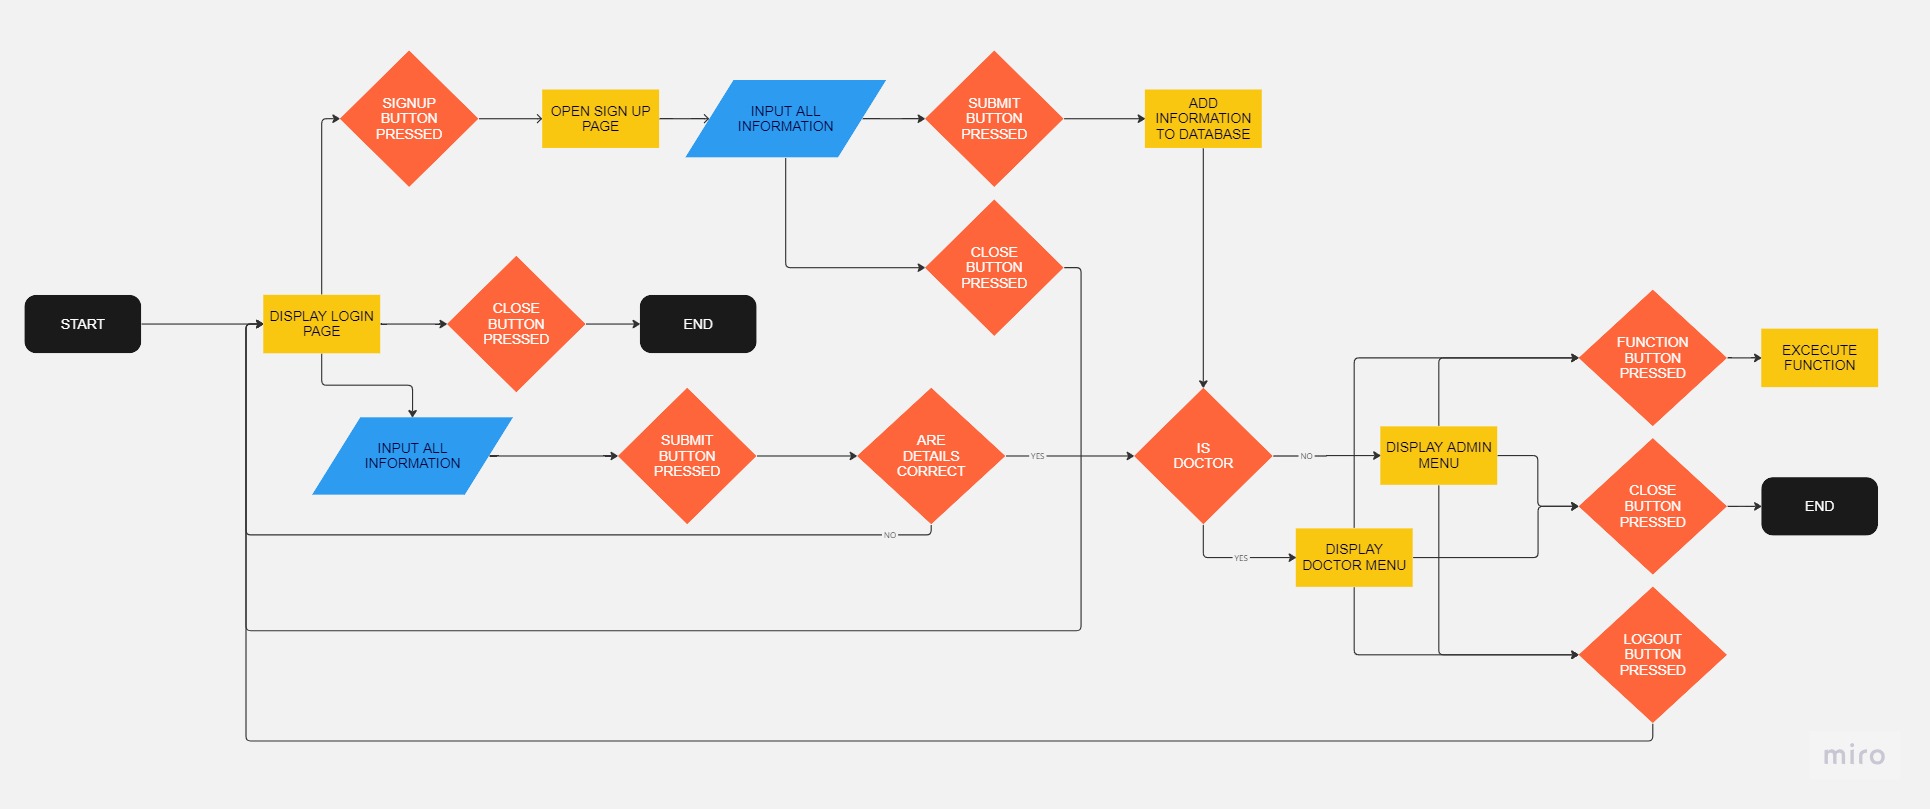 SIGNUP
BUTTON
PRESSED
OPEN SIGN UP
PAGE
INPUT ALL
INFORMATION
SUBMIT
BUTTON
PRESSED
ADD
INFORMATION
TO DATABASE
CLOSE
BUTTON
PRESSED
START
DISPLAY LOGIN
PAGE
CLOSE
BUTTON
PRESSED
END
FUNCTION
BUTTON
PRESSED
EXCECUTE
FUNCTION
INPUT ALL
INFORMATION
SUBMIT
BUTTON
PRESSED
ARE
DETAILS
CORRECT
YES
IS
DOCTOR
NO
DISPLAY ADMIN
MENU
CLOSE
BUTTON
PRESSED
END
NO
YES
DISPLAY
DOCTOR MENU
LOGOUT
BUTTON
PRESSED
miro